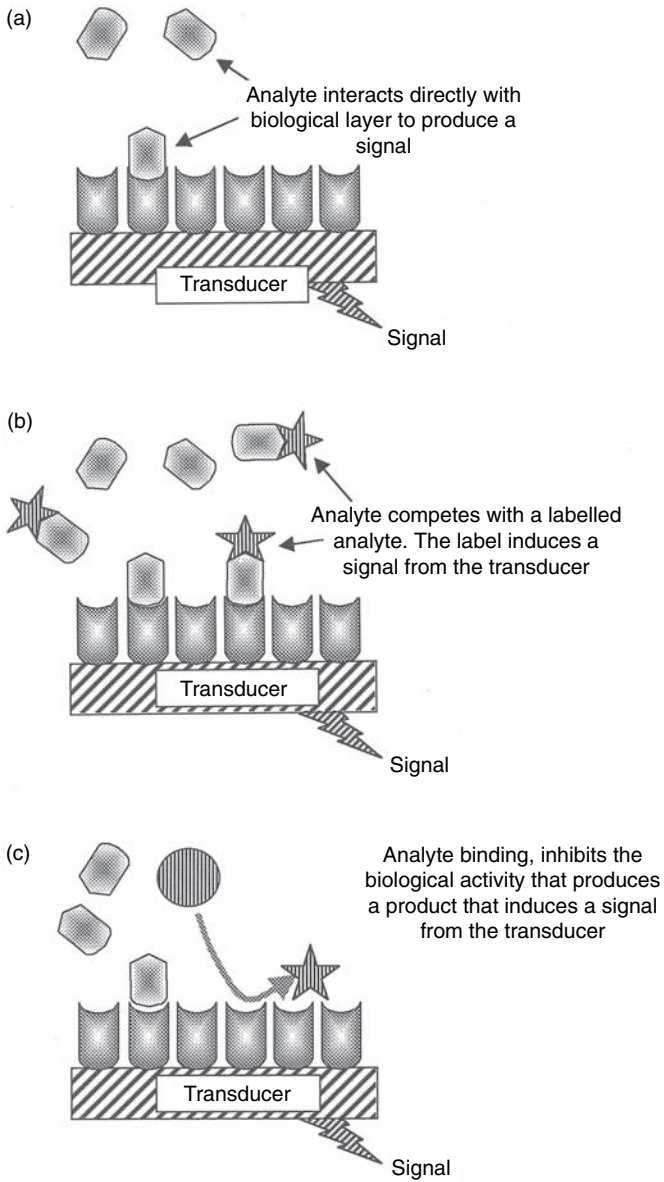 (a)
Analyte interacts directly with
biological layer to produce a
signal
Transducer
Signal
(b)
Analyte competes with a labelled
analyte. The label induces a
signal from the transducer
Transducer
Signal
(c)
Analyte binding, inhibits the
biological activity that produces
a product that induces a signal
from the transducer
Transducer
Signal